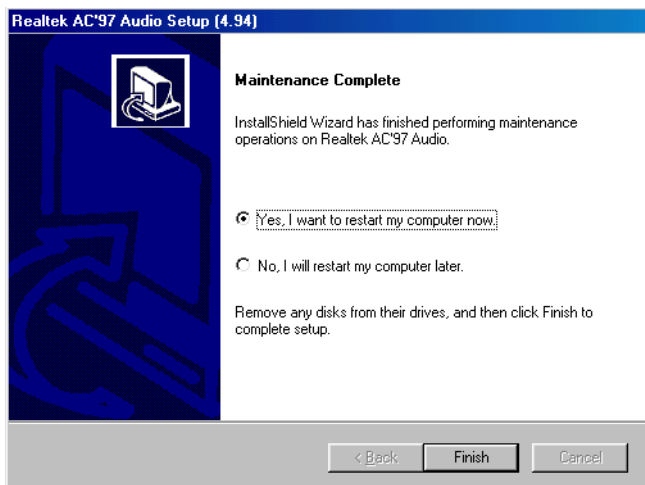 Realtek AC'97 Audio Setup (4.94)
Maintenance Complete
InstallShield Wizard has finished performing maintenance
operations on Realtek AC'97 Audio.
Yes, I want to restart my computer now.
No, I will restart my computer later.
Remove any disks from their drives, and then click Finish to
complete setup.
< Back Finish Cancel